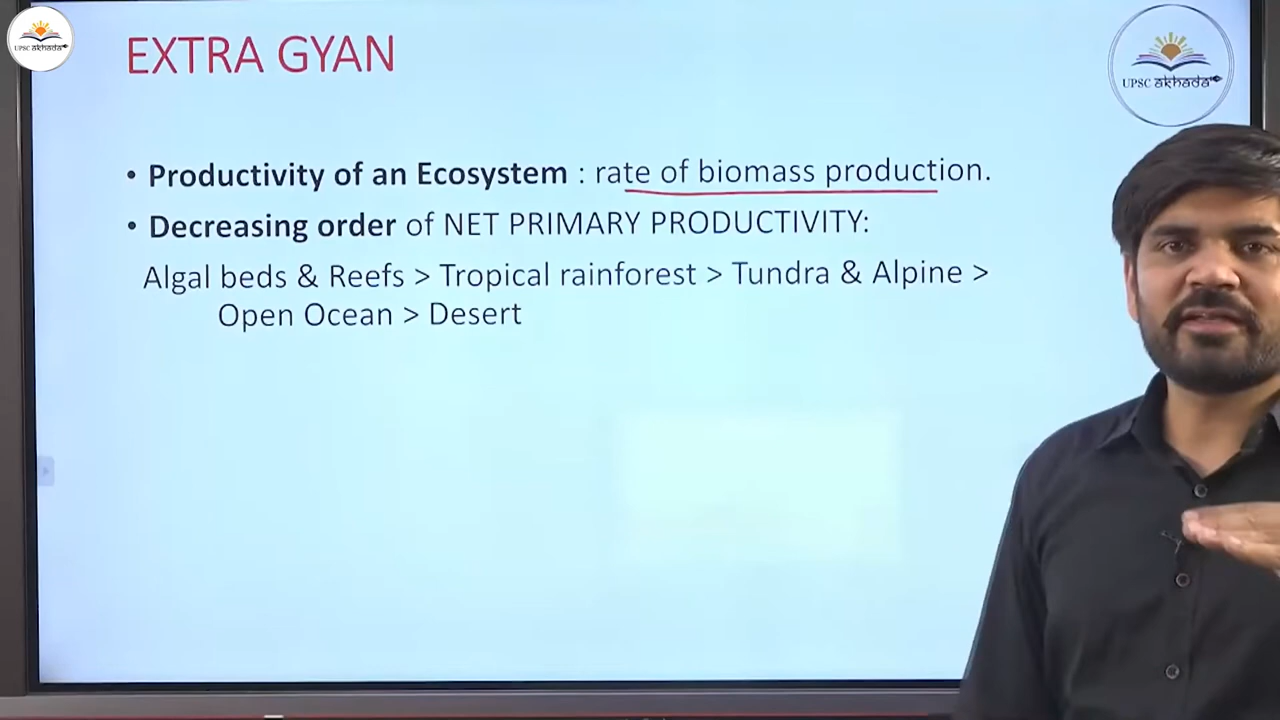 UPSC akhada
EXTRA GYAN
UPSC akhada
• Productivity of an Ecosystem : rate of biomass production.
• Decreasing order of NET PRIMARY PRODUCTIVITY:
Algal beds & Reefs > Tropical rainforest > Tundra & Alpine >
Open Ocean > Desert